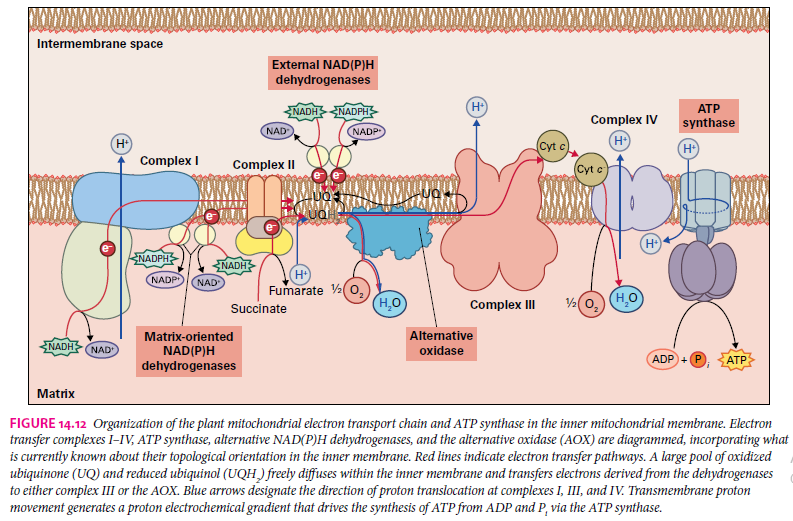 Intermembrane space
External NAD(P)H
dehydrogenases
NADH
NADPH
NAD⁺
NADP⁺
H⁺
Complex I
Complex II
e⁻
e⁻
UQ
UQ
UQH
H⁺
Cyt c
Cyt c
Complex IV
H⁺
ATP
synthase
H⁺
H⁺
e⁻
e⁻
e⁻
NADPH
NADP⁺
NADH
NAD⁺
H⁺
Fumarate
Succinate
½ O₂
H₂O
Complex III
½ O₂
H₂O
NADH
NAD⁺
Matrix-oriented
NAD(P)H
dehydrogenases
Alternative
oxidase
ADP + Pᵢ
ATP
Matrix
FIGURE 14.12 Organization of the plant mitochondrial electron transport chain and ATP synthase in the inner mitochondrial membrane. Electron
transfer complexes I–IV, ATP synthase, alternative NAD(P)H dehydrogenases, and the alternative oxidase (AOX) are diagrammed, incorporating what
is currently known about their topological orientation in the inner membrane. Red lines indicate electron transfer pathways. A large pool of oxidized
ubiquinone (UQ) and reduced ubiquinol (UQH₂) freely diffuses within the inner membrane and transfers electrons derived from the dehydrogenases
to either complex III or the AOX. Blue arrows designate the direction of proton translocation at complexes I, III, and IV. Transmembrane proton
movement generates a proton electrochemical gradient that drives the synthesis of ATP from ADP and Pᵢ via the ATP synthase.